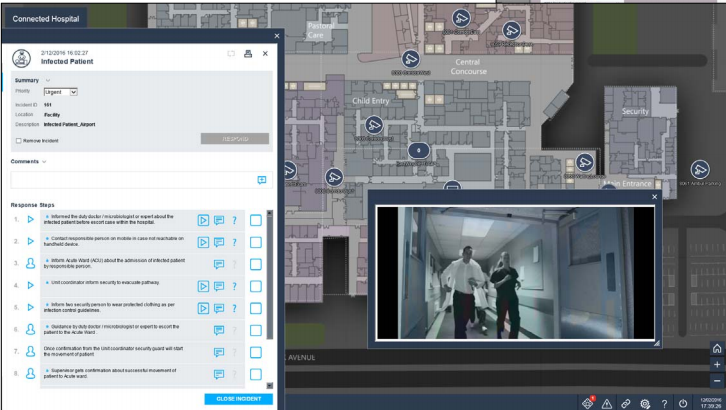 Connected Hospital
2/12/2016 16:02:27
Infected Patient
Summary
Priority Urgent
Incident ID 101
Location Facility
Description Infected Patient_Airport
Remove Incident
RESPOND
Comments
Response Steps
1. * Informed the duty doctor / microbiologist or expert about the
infected patient before escort case within the hospital.
?
2. * Contact responsible person on mobile in case not reachable on
handheld device.
?
3. * Inform Acute Ward (ACU) about the admission of infected patient
by responsible person.
?
4. * Unit coordinator inform security to evacuate pathway.
?
5. * Inform two security person to wear protected clothing as per
infection control guidelines.
?
6. * Guidance by duty doctor / microbiologist or expert to escort the
patient to the Acute Ward.
?
7. Once confirmation from the Unit coordinator security guard will start
the movement of patient
?
8. * Supervisor gets confirmation about successful movement of
patient to Acute ward.
?
CLOSE INCIDENT
Pastoral
Care
Central
Concourse
Child Entry
Security
Main Entrance
AVENUE
?
12/02/2016
17:39:26